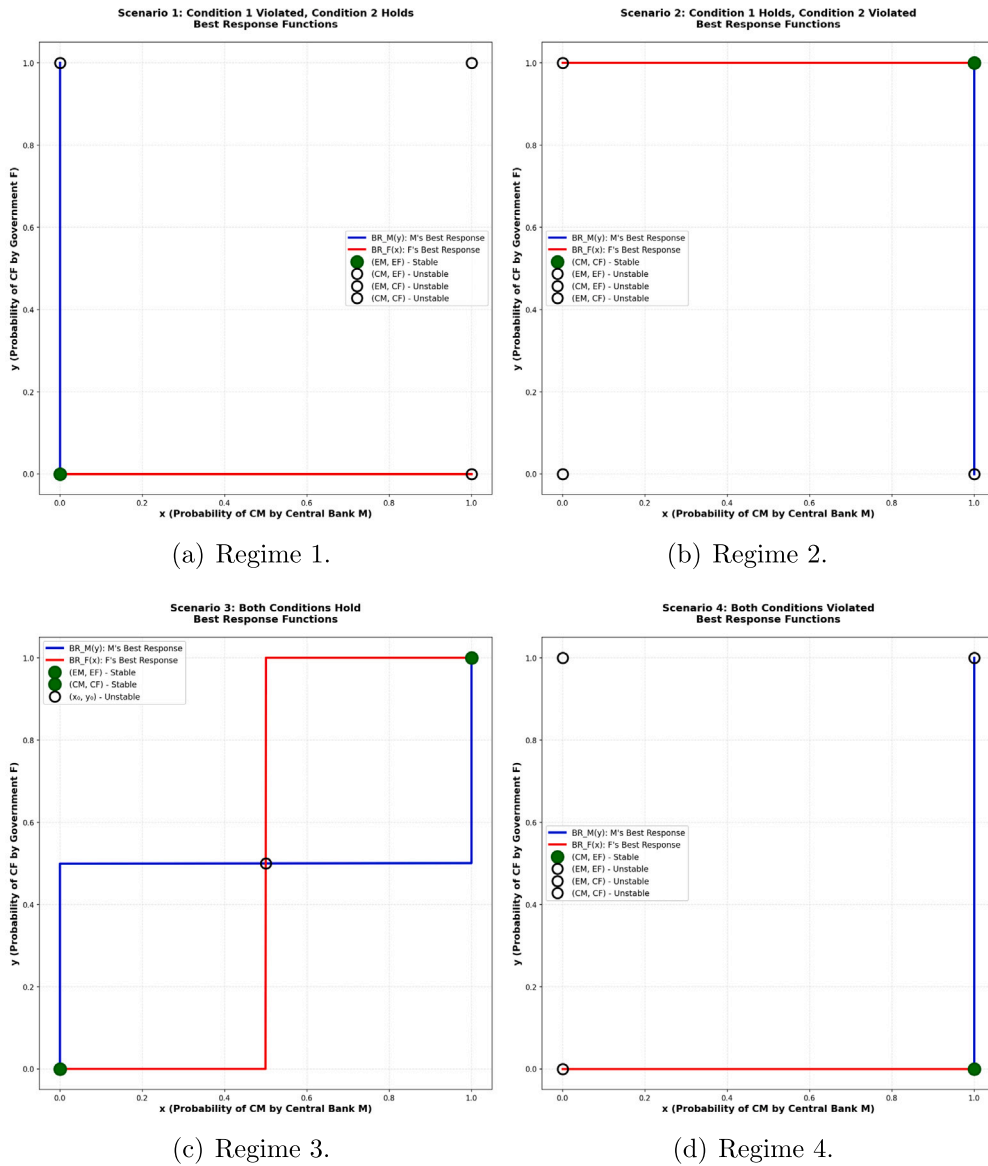 Scenario 1: Condition 1 Violated, Condition 2 Holds
Best Response Functions
1.0
0.8
0.6
0.4
0.2
0.0
y (Probability of CF by Government F)
BR_M(y): M's Best Response
BR_F(x): F's Best Response
(EM, EF) - Stable
(CM, EF) - Unstable
(EM, CF) - Unstable
(CM, CF) - Unstable
0.0 0.2 0.4 0.6 0.8 1.0
x (Probability of CM by Central Bank M)
(a) Regime 1.
Scenario 2: Condition 1 Holds, Condition 2 Violated
Best Response Functions
1.0
0.8
0.6
0.4
0.2
0.0
y (Probability of CF by Government F)
BR_M(y): M's Best Response
BR_F(x): F's Best Response
(CM, CF) - Stable
(EM, EF) - Unstable
(CM, EF) - Unstable
(EM, CF) - Unstable
0.0 0.2 0.4 0.6 0.8 1.0
x (Probability of CM by Central Bank M)
(b) Regime 2.
Scenario 3: Both Conditions Hold
Best Response Functions
BR_M(y): M's Best Response
BR_F(x): F's Best Response
(EM, EF) - Stable
(CM, CF) - Stable
(x₀, y₀) - Unstable
1.0
0.8
0.6
0.4
0.2
0.0
y (Probability of CF by Government F)
0.0 0.2 0.4 0.6 0.8 1.0
x (Probability of CM by Central Bank M)
(c) Regime 3.
Scenario 4: Both Conditions Violated
Best Response Functions
1.0
0.8
0.6
0.4
0.2
0.0
y (Probability of CF by Government F)
BR_M(y): M's Best Response
BR_F(x): F's Best Response
(CM, EF) - Stable
(EM, EF) - Unstable
(EM, CF) - Unstable
(CM, CF) - Unstable
0.0 0.2 0.4 0.6 0.8 1.0
x (Probability of CM by Central Bank M)
(d) Regime 4.